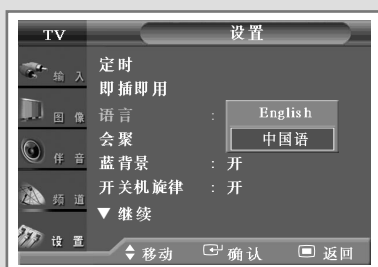 TV 设置
输入
图像
伴音
频道
设置
定时
即插即用
语言 : English
中国语
会聚
蓝背景 : 开
开关机旋律 : 开
▼ 继续
移动 确认 返回